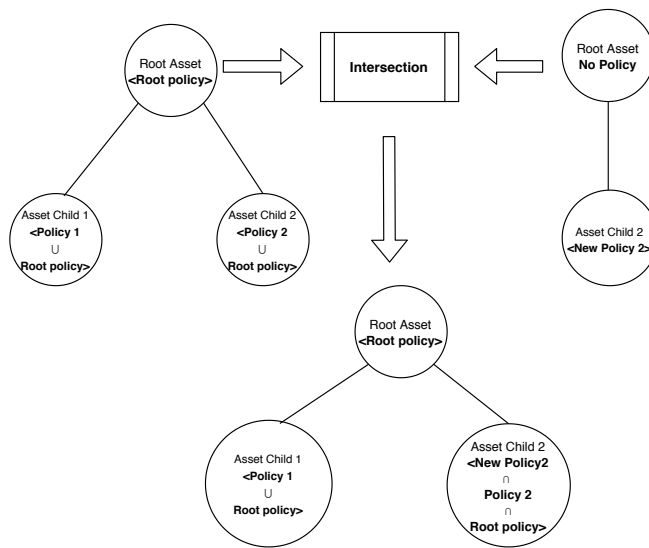 Root Asset
<Root policy>
Intersection
Root Asset
No Policy
Asset Child 1
<Policy 1
∪
Root policy>
Asset Child 2
<Policy 2
∪
Root policy>
Asset Child 2
<New Policy 2>
Root Asset
<Root policy>
Asset Child 1
<Policy 1
∪
Root policy>
Asset Child 2
<New Policy2
∩
Policy 2
∩
Root policy>